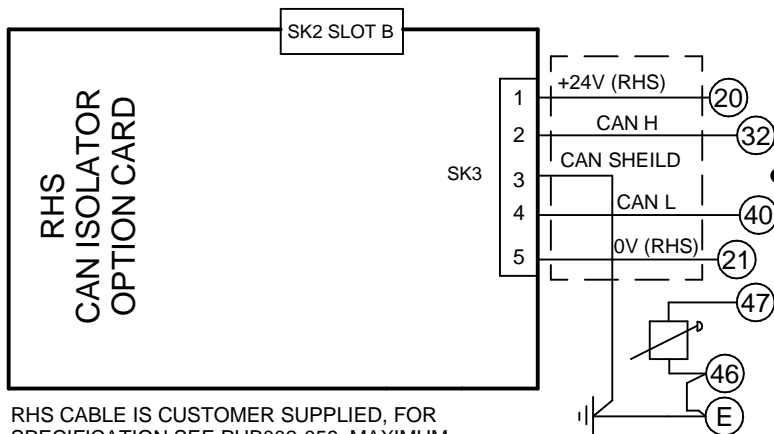 SK2 SLOT B
RHS
CAN ISOLATOR
OPTION CARD
SK3
1
+24V (RHS)
20
2
CAN H
32
3
CAN SHEILD
4
CAN L
40
5
0V (RHS)
21
47
46
E
RHS CABLE IS CUSTOMER SUPPLIED, FOR